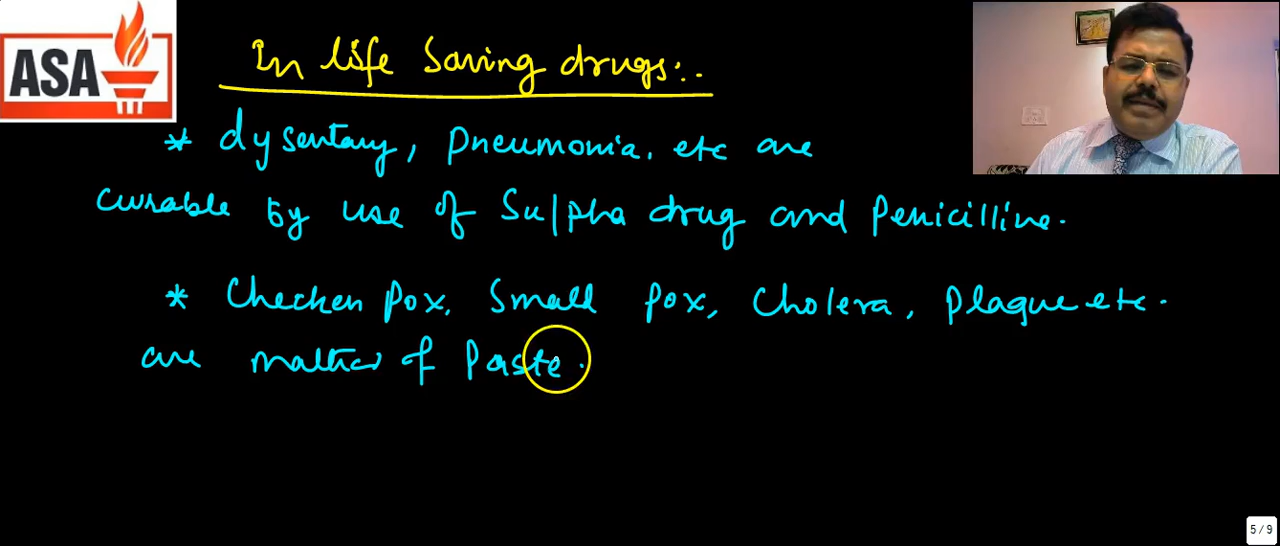 ASA
In life Saving drugs:.
* dysentary, Pneumonia, etc are
curable by use of Sulpha drug and Penicilline.
* Checken Pox, Small Pox, Cholera, Plague etc.
are matter of Paste.
5/9